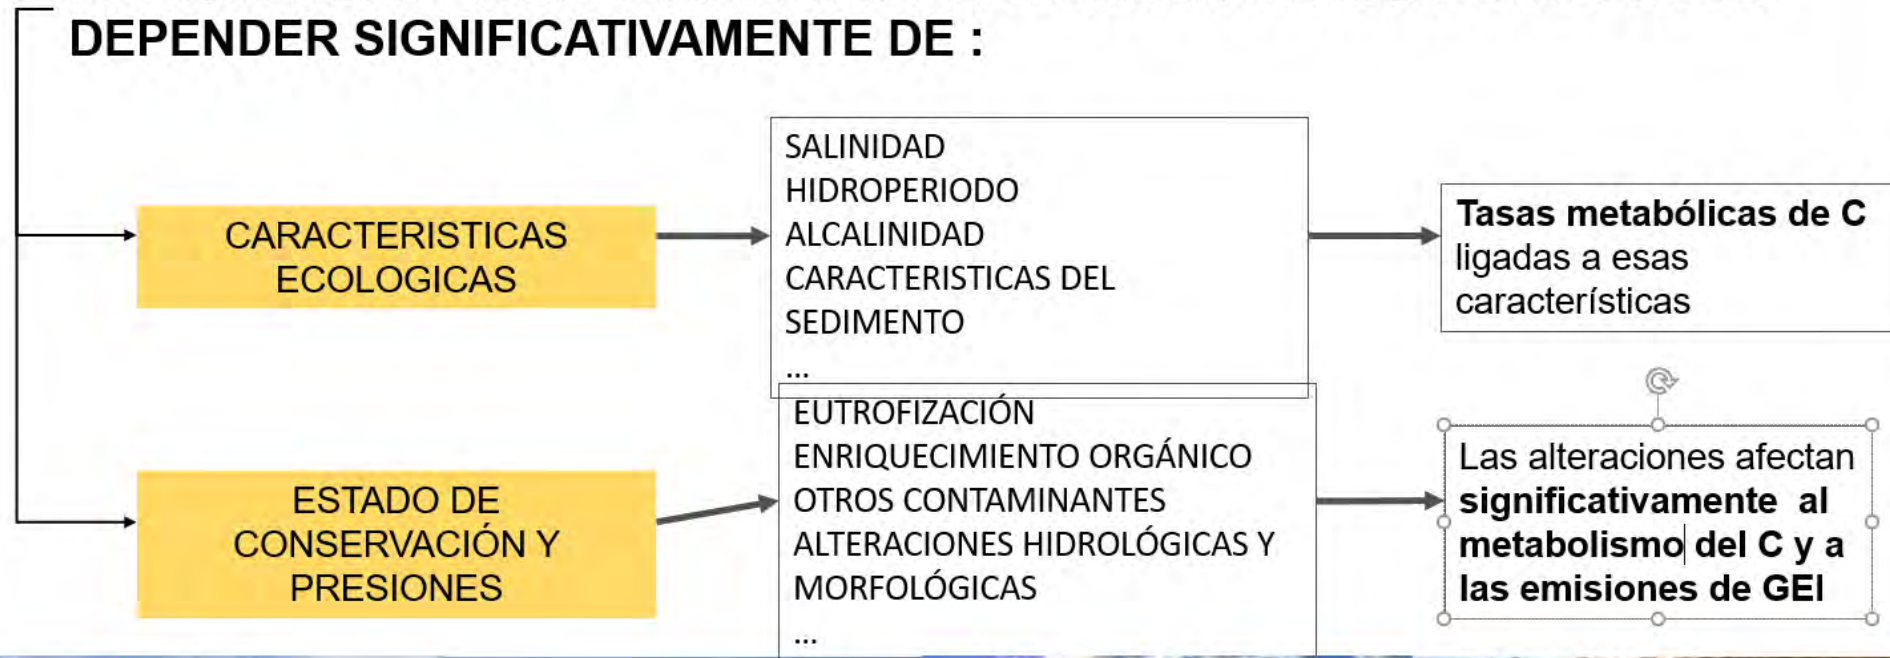 DEPENDER SIGNIFICATIVAMENTE DE :
CARACTERISTICAS
ECOLOGICAS
SALINIDAD
HIDROPERIODO
ALCALINIDAD
CARACTERISTICAS DEL
SEDIMENTO
...
Tasas metabólicas de C
ligadas a esas
características
ESTADO DE
CONSERVACIÓN Y
PRESIONES
EUTROFIZACIÓN
ENRIQUECIMIENTO ORGÁNICO
OTROS CONTAMINANTES
ALTERACIONES HIDROLÓGICAS Y
MORFOLÓGICAS
...
Las alteraciones afectan
significativamente al
metabolismo del C y a
las emisiones de GEI